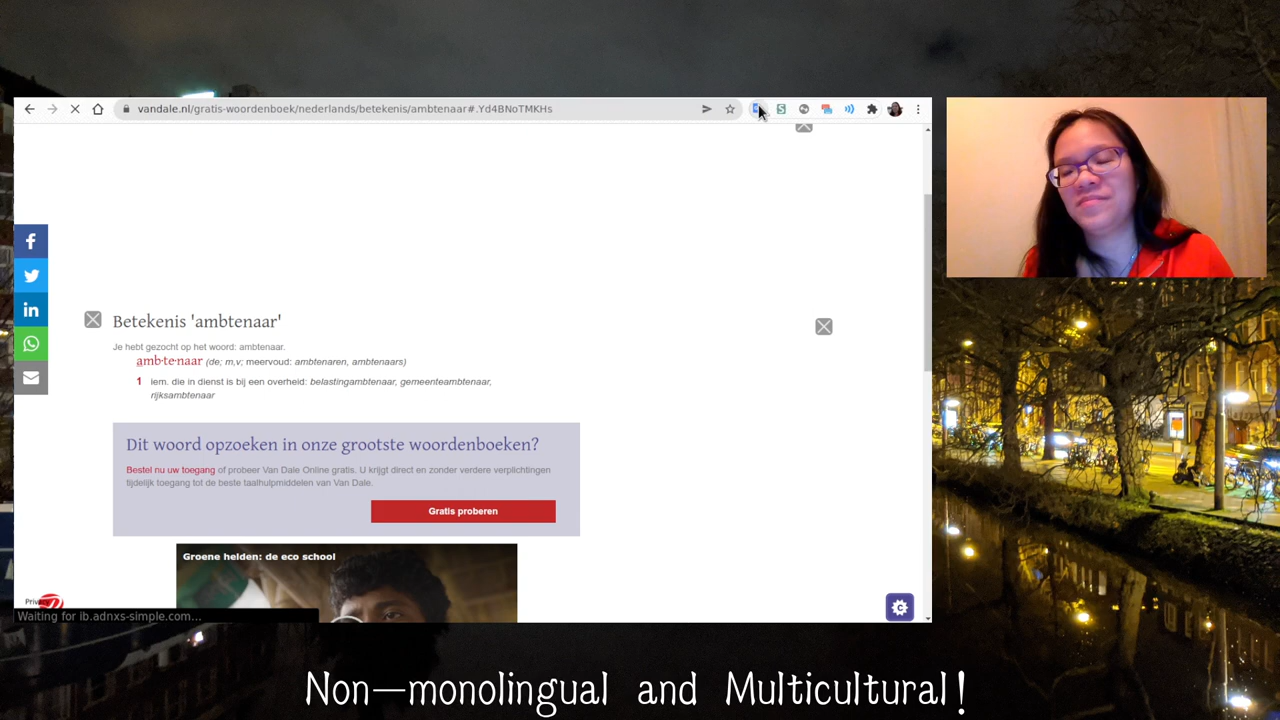 vandale.nl/gratis-woordenboek/nederlands/betekenis/ambtenaar#.Yd4BNoTMKHs
Betekenis 'ambtenaar'
Je hebt gezocht op het woord: ambtenaar.
amb·te·naar (de; m,v; meervoud: ambtenaren, ambtenaars)
1 iem. die in dienst is bij een overheid: belastingambtenaar, gemeenteambtenaar,
rijksambtenaar
Dit woord opzoeken in onze grootste woordenboeken?
Bestel nu uw toegang of probeer Van Dale Online gratis. U krijgt direct en zonder verdere verplichtingen
tijdelijk toegang tot de beste taalhulpmiddelen van Van Dale.
Gratis proberen
Groene helden: de eco school
Waiting for ib.adnxs-simple.com...
Non-monolingual and Multicultural!